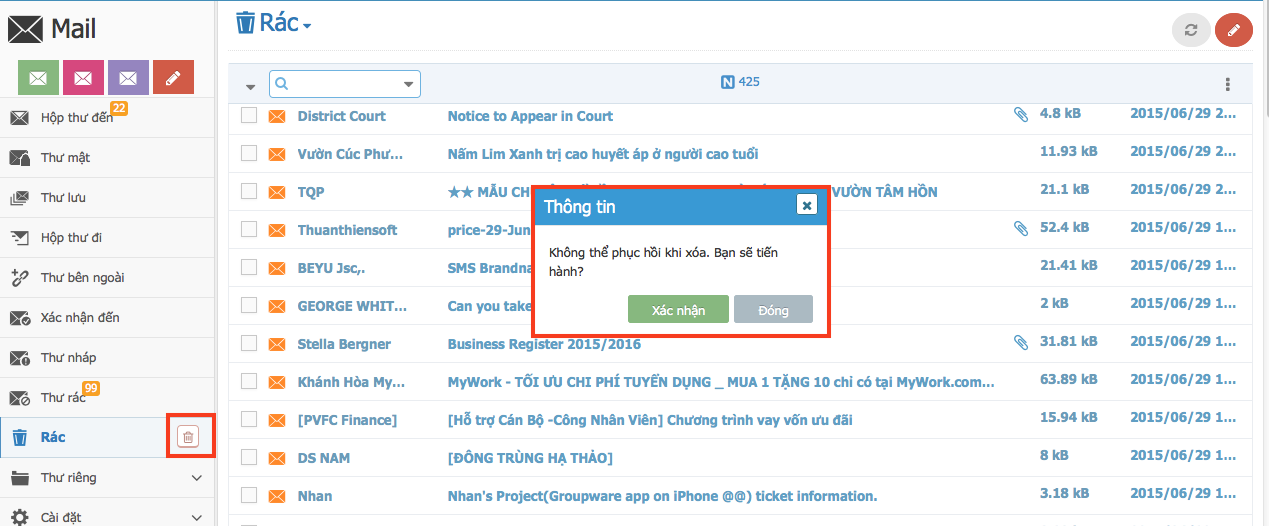 Mail
Hộp thư đến 22
Thư mật
Thư lưu
Hộp thư đi
Thư bên ngoài
Xác nhận đến
Thư nháp
Thư rác 99
Rác
Thư riêng
Cài đặt
Rác
N 425
District Court Notice to Appear in Court 4.8 kB 2015/06/29 2...
Vườn Cúc Phư... Nấm Lim Xanh trị cao huyết áp ở người cao tuổi 11.93 kB 2015/06/29 2...
TQP ★★ MẪU CH VƯỜN TÂM HỒN 21.1 kB 2015/06/29 2...
Thuanthiensoft price-29-Jun 52.4 kB 2015/06/29 1...
BEYU Jsc,. SMS Brandna 21.41 kB 2015/06/29 1...
GEORGE WHIT... Can you take 2 kB 2015/06/29 1...
Stella Bergner Business Register 2015/2016 31.81 kB 2015/06/29 1...
Khánh Hòa My... MyWork - TỐI ƯU CHI PHÍ TUYỂN DỤNG _ MUA 1 TẶNG 10 chỉ có tại MyWork.com... 63.89 kB 2015/06/29 1...
[PVFC Finance] [Hỗ trợ Cán Bộ -Công Nhân Viên] Chương trình vay vốn ưu đãi 15.94 kB 2015/06/29 1...
DS NAM [ĐÔNG TRÙNG HẠ THẢO] 8 kB 2015/06/29 1...
Nhan Nhan's Project(Groupware app on iPhone @@) ticket information. 3.18 kB 2015/06/29 1...
Thông tin
Không thể phục hồi khi xóa. Bạn sẽ tiến
hành?
Xác nhận Đóng